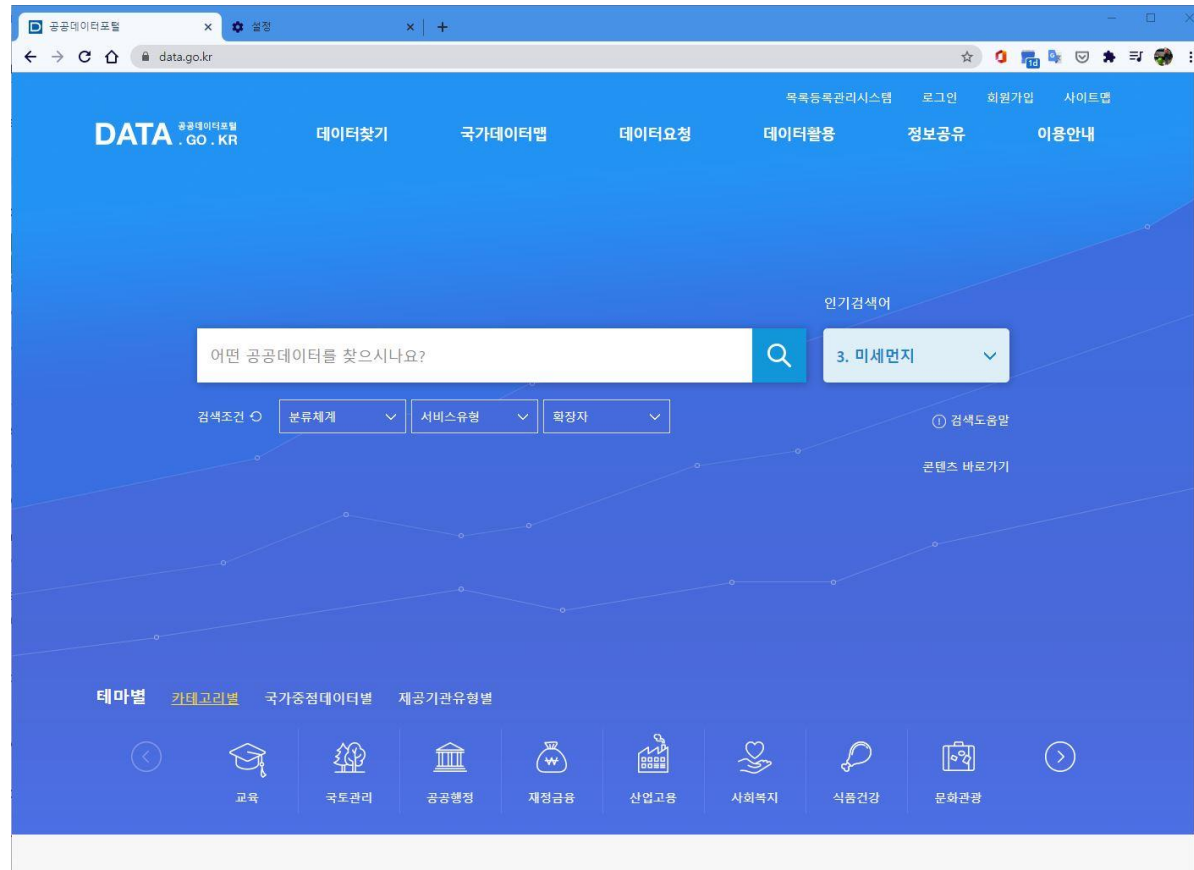 공공데이터포털
설정
data.go.kr
1d
목록등록관리시스템 로그인 회원가입 사이트맵
DATA 공공데이터포털 .GO.KR
데이터찾기 국가데이터맵 데이터요청 데이터활용 정보공유 이용안내
인기검색어
어떤 공공데이터를 찾으시나요?
3. 미세먼지
검색조건 분류체계 서비스유형 확장자
검색도움말
콘텐츠 바로가기
테마별 카테고리별 국가중점데이터별 제공기관유형별
교육 국토관리 공공행정 재정금융 산업고용 사회복지 식품건강 문화관광